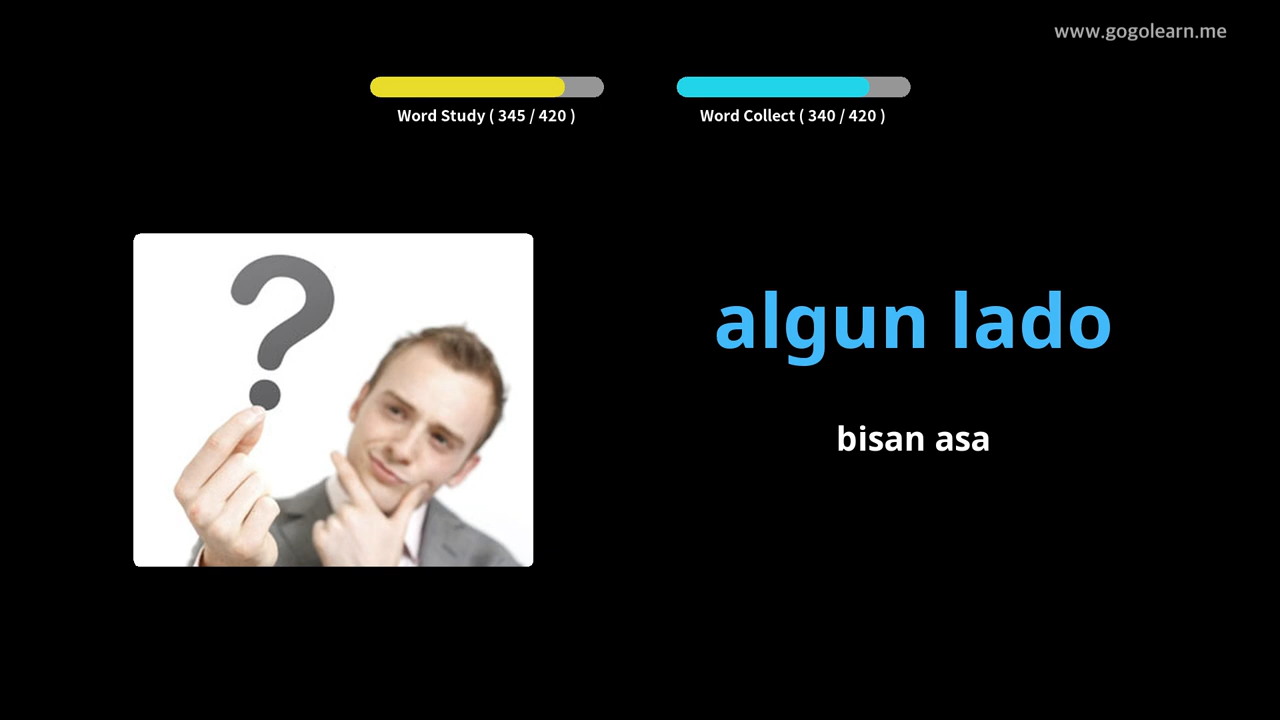 www.gogolearn.me
Word Study ( 345 / 420 )
Word Collect ( 340 / 420 )
algun lado
bisan asa